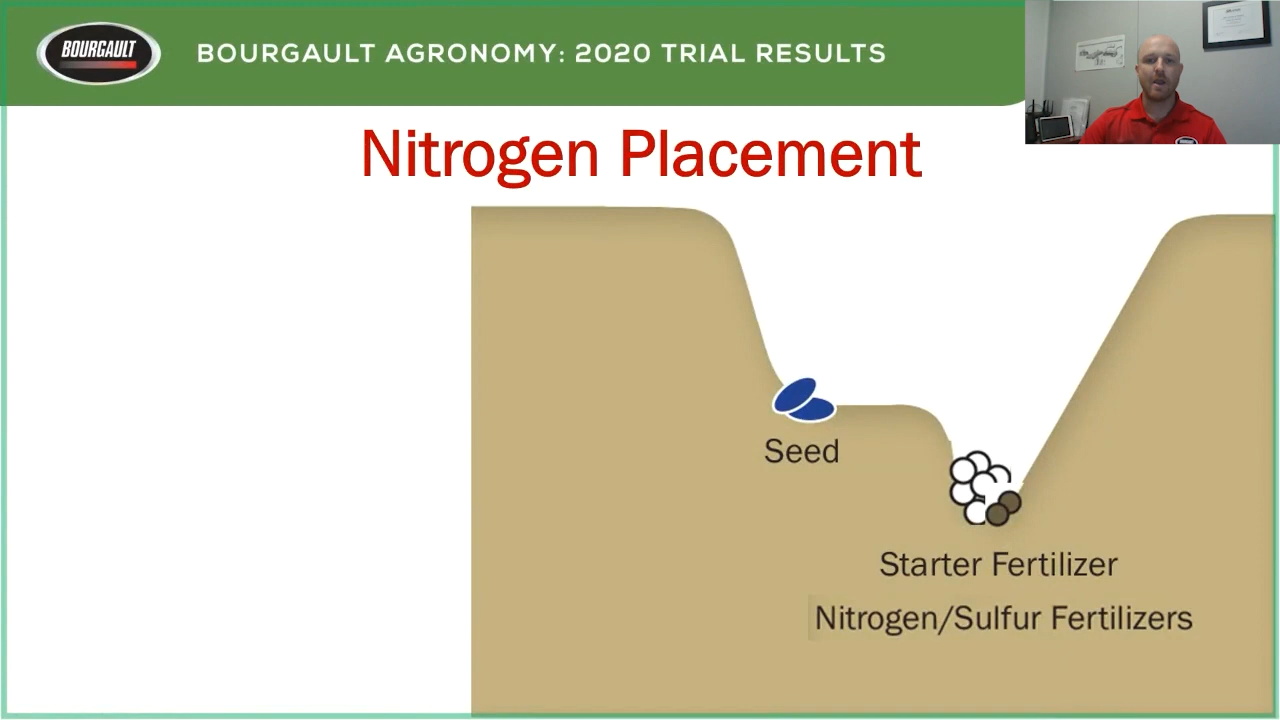 BOURGAULT
BOURGAULT AGRONOMY: 2020 TRIAL RESULTS
Nitrogen Placement
Seed
Starter Fertilizer
Nitrogen/Sulfur Fertilizers